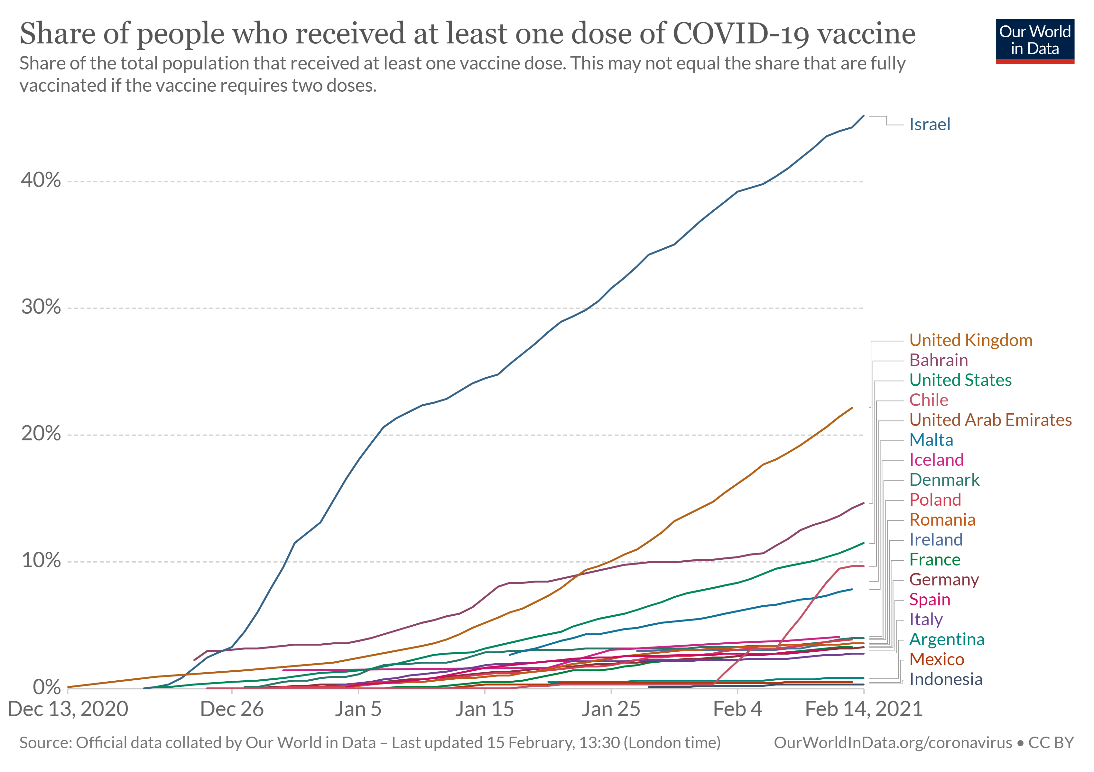 Share of people who received at least one dose of COVID-19 vaccine
Our World
in Data
Share of the total population that received at least one vaccine dose. This may not equal the share that are fully
vaccinated if the vaccine requires two doses.
Israel
40%
30%
United Kingdom
Bahrain
United States
Chile
United Arab Emirates
20%
Malta
Iceland
Denmark
Poland
Romania
Ireland
10%
France
Germany
Spain
Italy
Argentina
Mexico
Indonesia
0%
Dec 13, 2020 Dec 26 Jan 5 Jan 15 Jan 25 Feb 4 Feb 14, 2021
Source: Official data collated by Our World in Data – Last updated 15 February, 13:30 (London time) OurWorldInData.org/coronavirus • CC BY